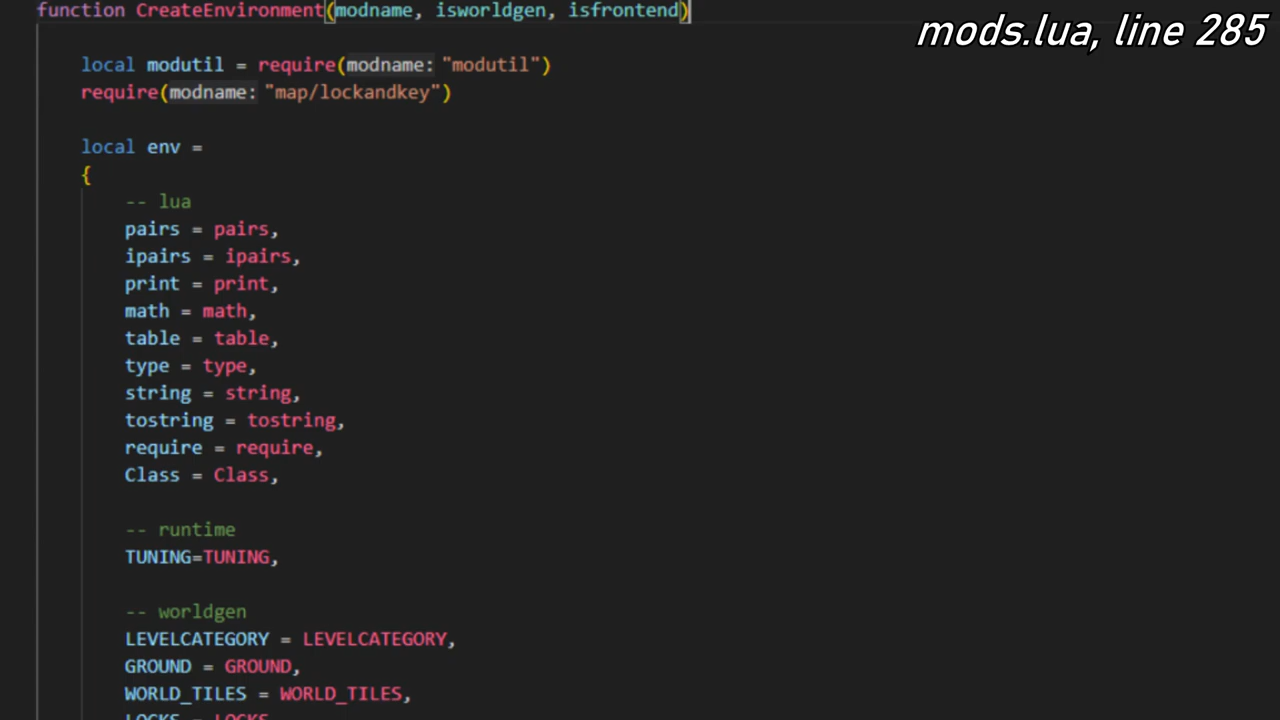 function CreateEnvironment(modname, isworldgen, isfrontend)
mods.lua, line 285
local modutil = require(modname: "modutil")
require(modname: "map/lockandkey")
local env =
{
-- lua
pairs = pairs,
ipairs = ipairs,
print = print,
math = math,
table = table,
type = type,
string = string,
tostring = tostring,
require = require,
Class = Class,
-- runtime
TUNING=TUNING,
-- worldgen
LEVELCATEGORY = LEVELCATEGORY,
GROUND = GROUND,
WORLD_TILES = WORLD_TILES,
LOCKS = LOCKS